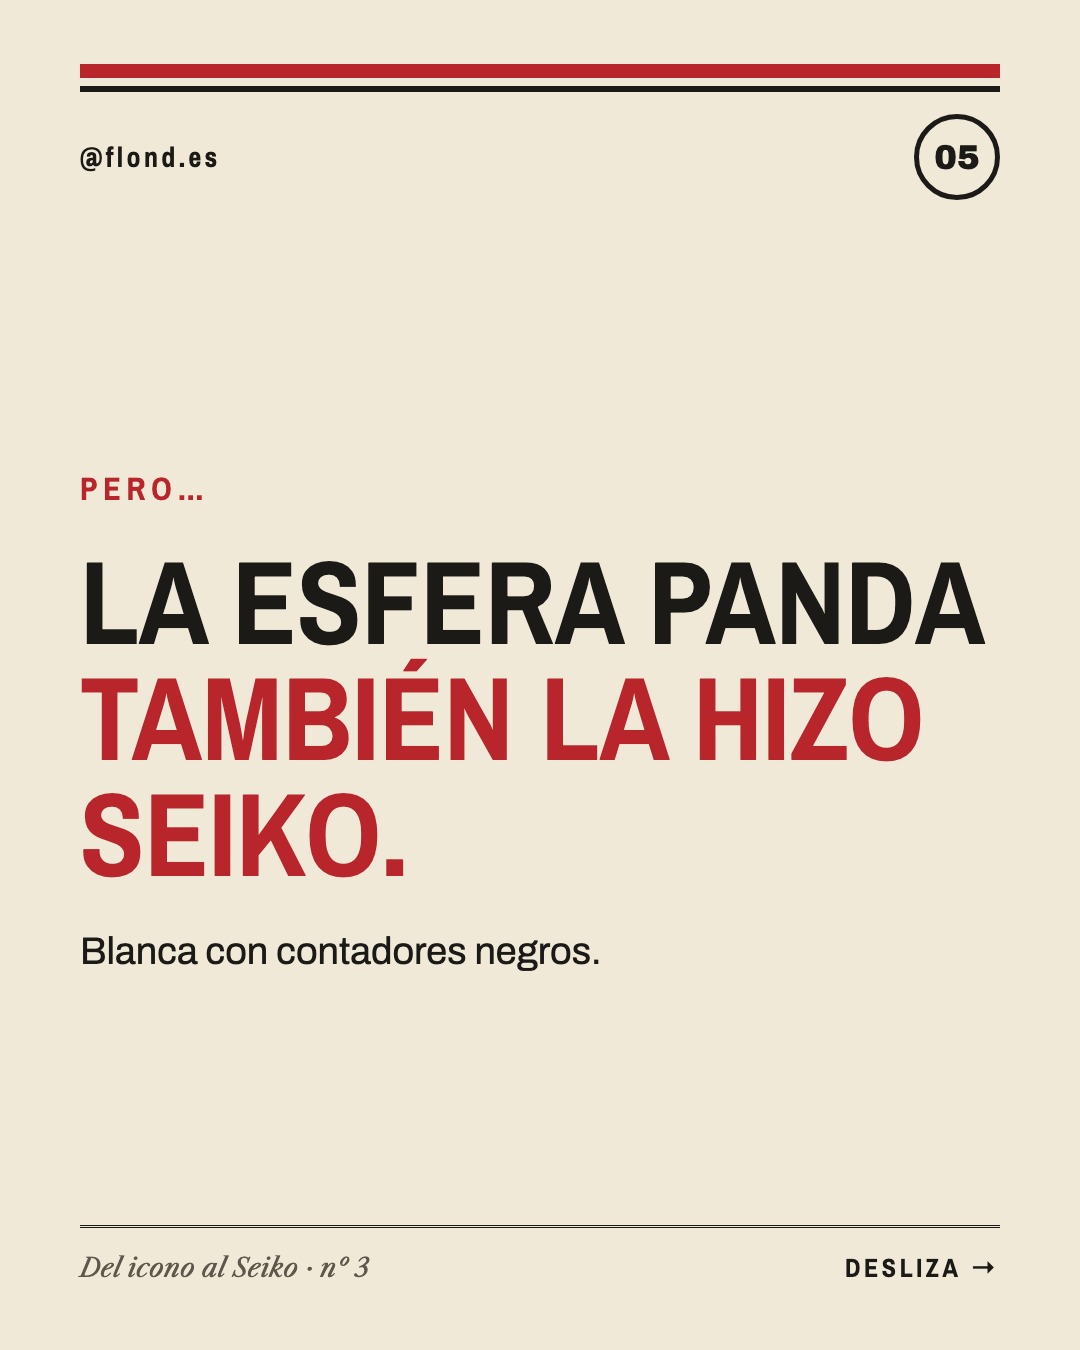 @flond.es
05
PERO…
LA ESFERA PANDA
TAMBIÉN LA HIZO
SEIKO.
Blanca con contadores negros.
Del icono al Seiko · nº 3
DESLIZA →